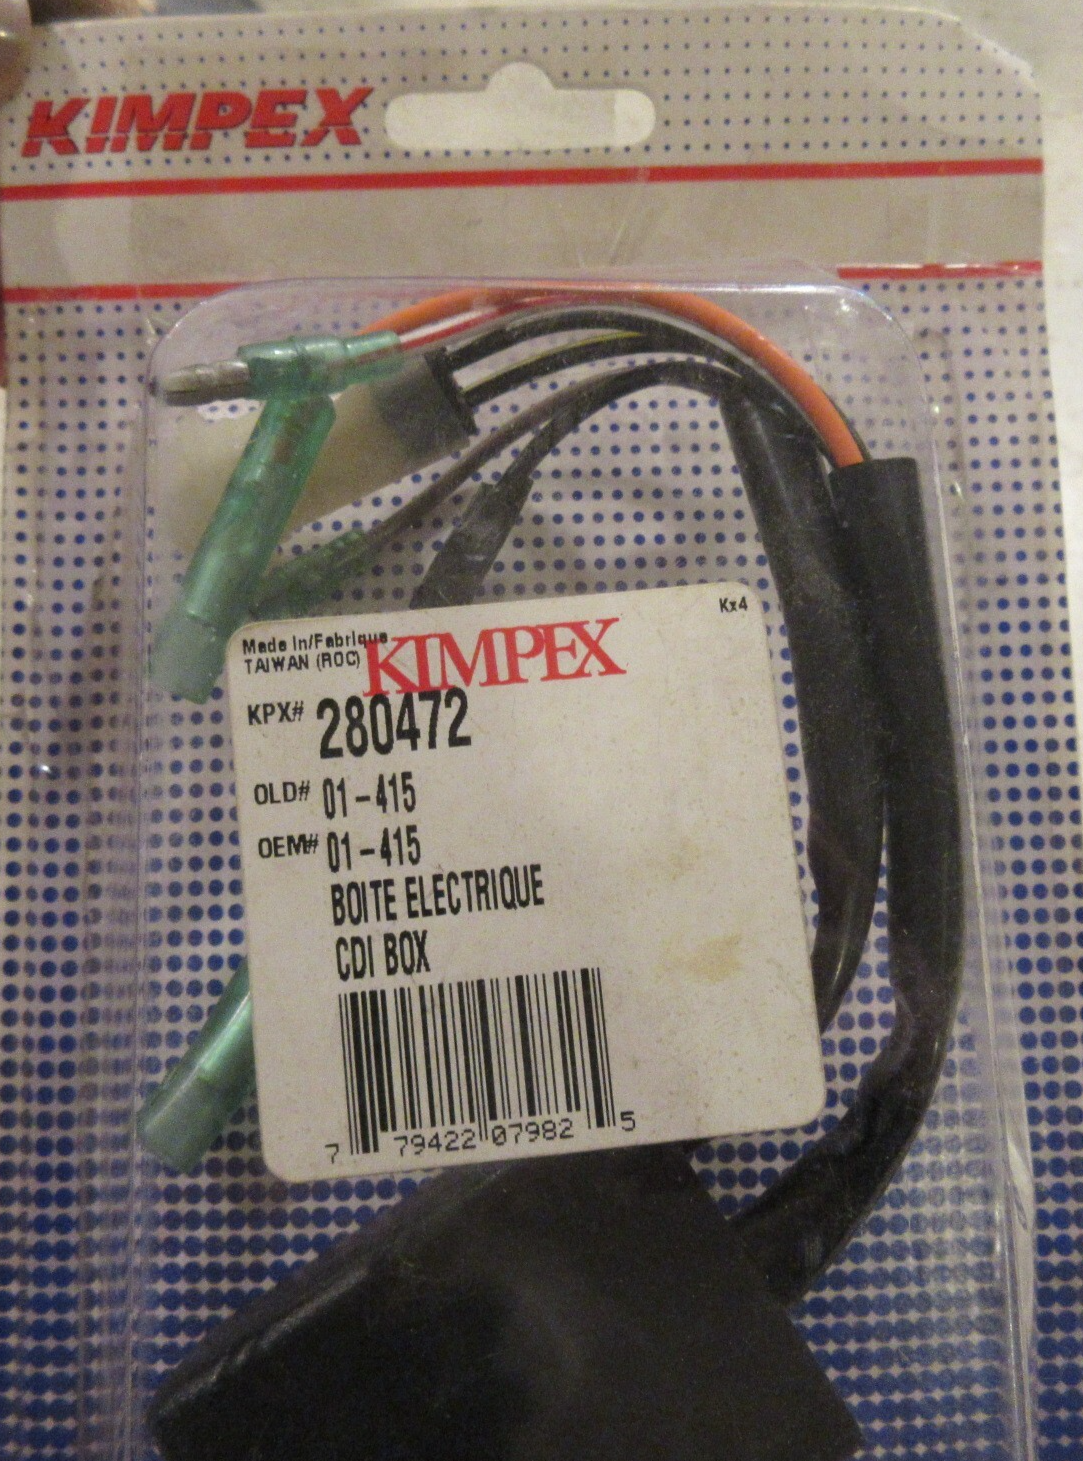 KIMPEX
Kx4
Made In/Fabrique
TAIWAN (ROC)
KIMPEX
KPX# 280472
OLD# 01-415
OEM# 01-415
BOITE ELECTRIQUE
CDI BOX
7 79422 07982 5